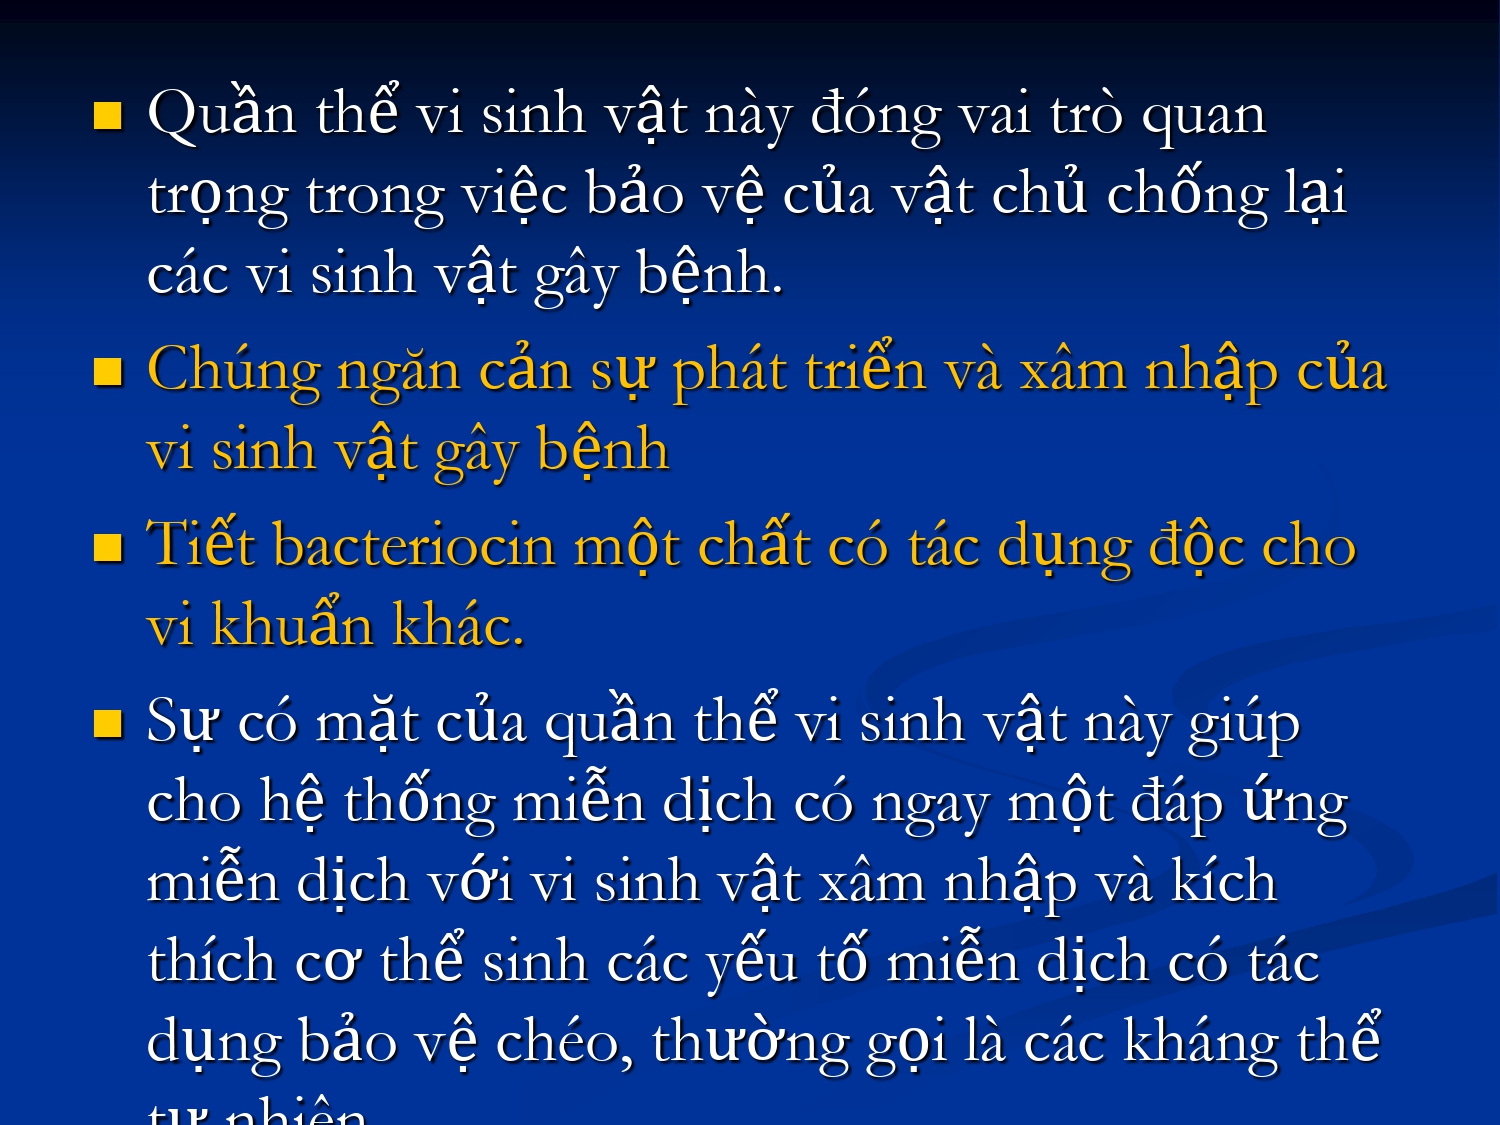 Quần thể vi sinh vật này đóng vai trò quan
trọng trong việc bảo vệ của vật chủ chống lại
các vi sinh vật gây bệnh.
Chúng ngăn cản sự phát triển và xâm nhập của
vi sinh vật gây bệnh
Tiết bacteriocin một chất có tác dụng độc cho
vi khuẩn khác.
Sự có mặt của quần thể vi sinh vật này giúp
cho hệ thống miễn dịch có ngay một đáp ứng
miễn dịch với vi sinh vật xâm nhập và kích
thích cơ thể sinh các yếu tố miễn dịch có tác
dụng bảo vệ chéo, thường gọi là các kháng thể
tự nhiên